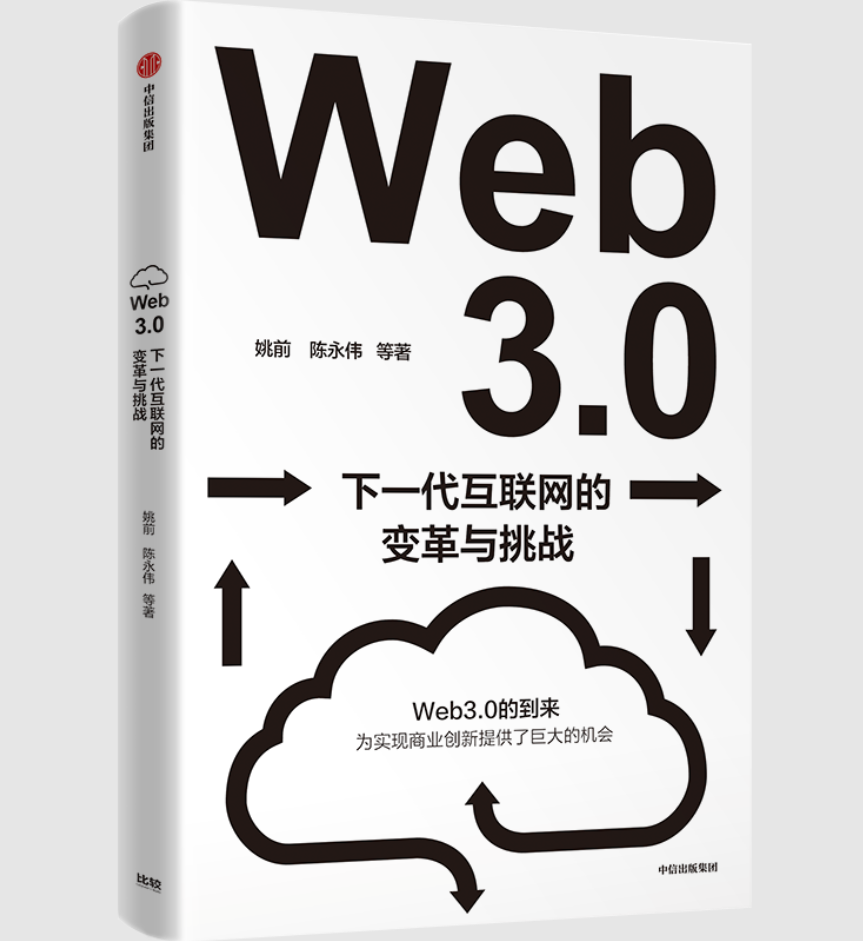 中信出版集团
Web
3.0
下一代互联网的
变革与挑战
姚前 陈永伟 等著
比较
Web
3.0
姚前 陈永伟 等著
下一代互联网的
变革与挑战
Web3.0的到来
为实现商业创新提供了巨大的机会
中信出版集团